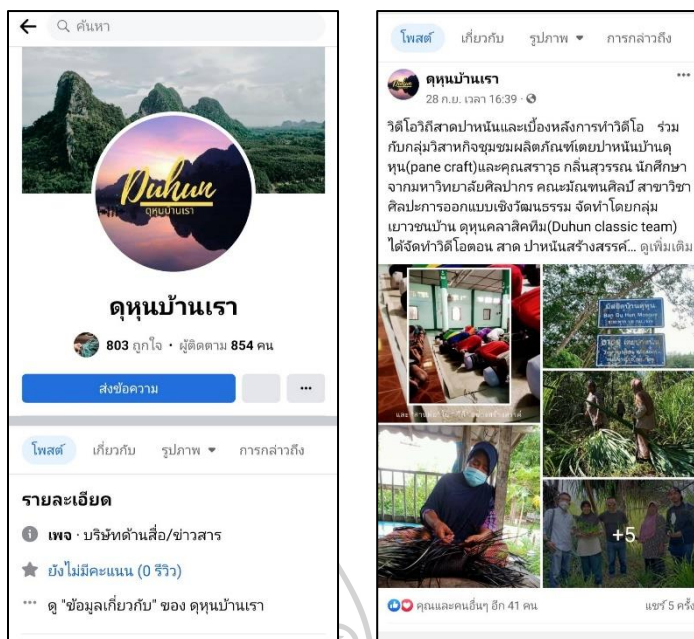 ค้นหา
Duhun
ดุหุนบ้านเรา
ดุหุนบ้านเรา
803 ถูกใจ · ผู้ติดตาม 854 คน
ส่งข้อความ
โพสต์ เกี่ยวกับ รูปภาพ การกล่าวถึง
รายละเอียด
เพจ · บริษัทด้านสื่อ/ข่าวสาร
ยังไม่มีคะแนน (0 รีวิว)
ดู "ข้อมูลเกี่ยวกับ" ของ ดุหุนบ้านเรา
โพสต์ เกี่ยวกับ รูปภาพ การกล่าวถึง
ดุหุนบ้านเรา
28 ก.ย. เวลา 16:39 ·
วิดีโอวิถีสาดปาหนันและเบื้องหลังการทำวิดีโอ ร่วม
กับกลุ่มวิสาหกิจชุมชมผลิตภัณฑ์เตยปาหนันบ้านดุ
หุน(pane craft)และคุณสราวุธ กลิ่นสุวรรณ นักศึกษา
จากมหาวิทยาลัยศิลปากร คณะมัณฑนศิลป์ สาขาวิชา
ศิลปะการออกแบบเชิงวัฒนธรรม จัดทำโดยกลุ่ม
เยาวชนบ้าน ดุหุนคลาสิคทีม(Duhun classic team)
ได้จัดทำวิดีโอตอน สาด ปาหนันสร้างสรรค์... ดูเพิ่มเติม
มัสยิดบ้านดุหุน
Ban Du Hun Mosque
+5
คุณและคนอื่นๆ อีก 41 คน
แชร์ 5 ครั้ง